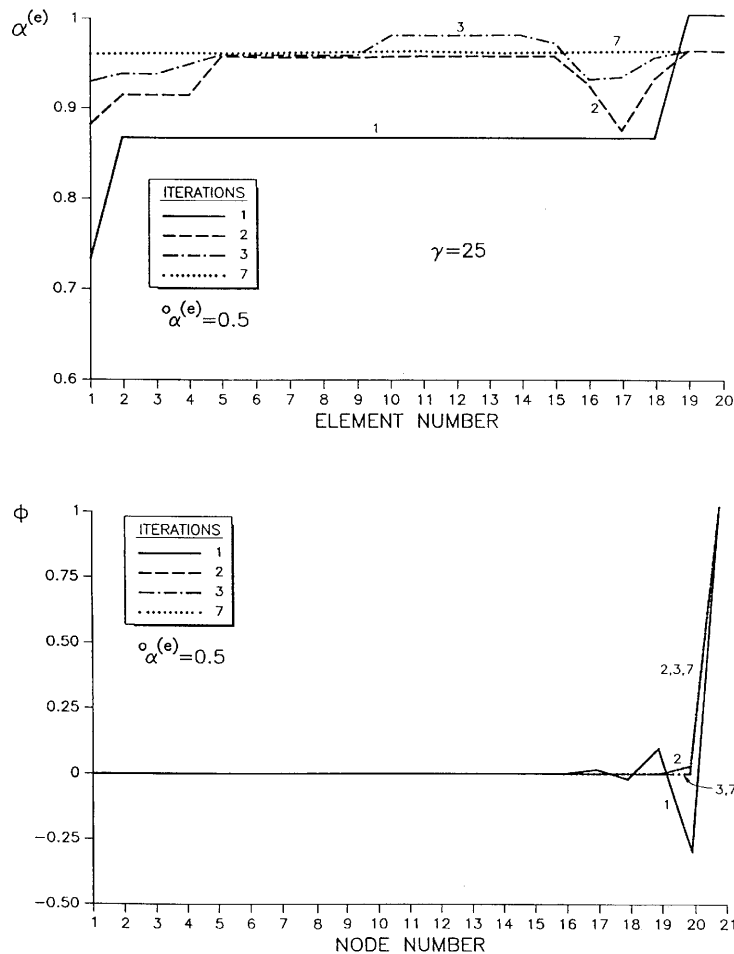 α(e)
1
0.9
0.8
0.7
0.6
3
7
2
1
ITERATIONS
1
2
3
7
γ=25
oα(e)=0.5
1 2 3 4 5 6 7 8 9 10 11 12 13 14 15 16 17 18 19 20
ELEMENT NUMBER
ϕ
1
0.75
0.50
0.25
0
-0.25
-0.50
ITERATIONS
1
2
3
7
oα(e)=0.5
2,3,7
2
3,7
1
1 2 3 4 5 6 7 8 9 10 11 12 13 14 15 16 17 18 19 20 21
NODE NUMBER